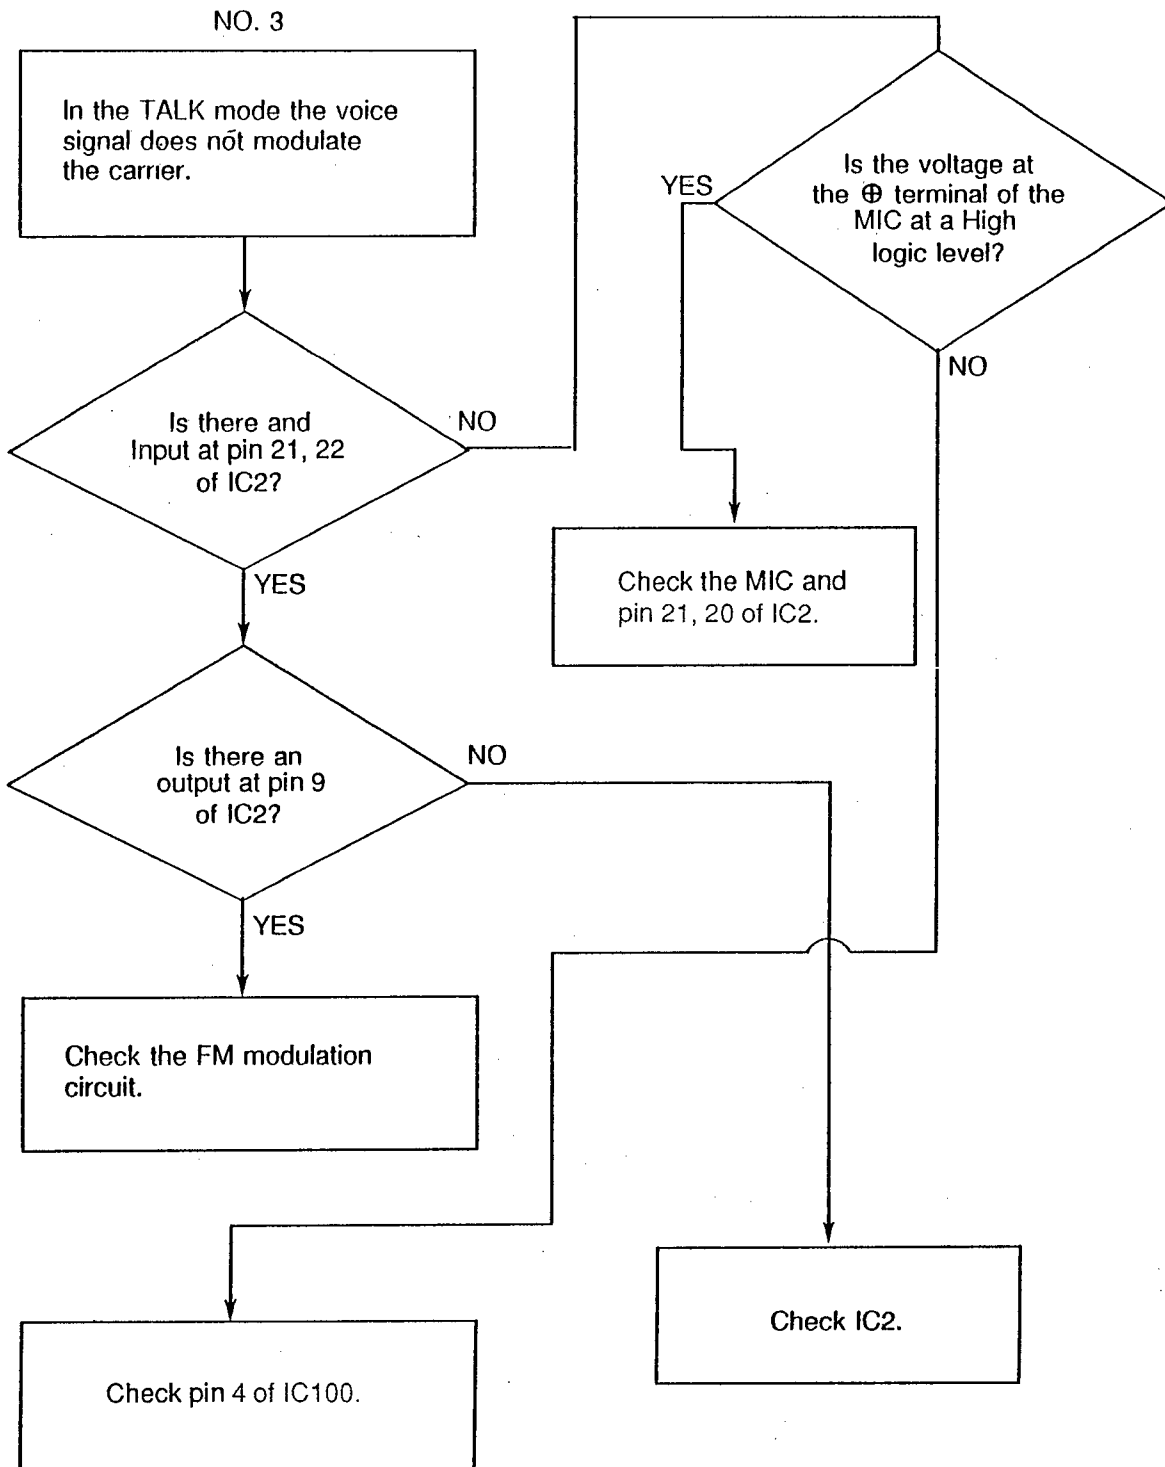 NO. 3
In the TALK mode the voice
signal does not modulate
the carrier.
Is there and
Input at pin 21, 22
of IC2?
NO
YES
Is the voltage at
the ⊕ terminal of the
MIC at a High
logic level?
YES
NO
Check the MIC and
pin 21, 20 of IC2.
Is there an
output at pin 9
of IC2?
NO
YES
Check the FM modulation
circuit.
Check IC2.
Check pin 4 of IC100.